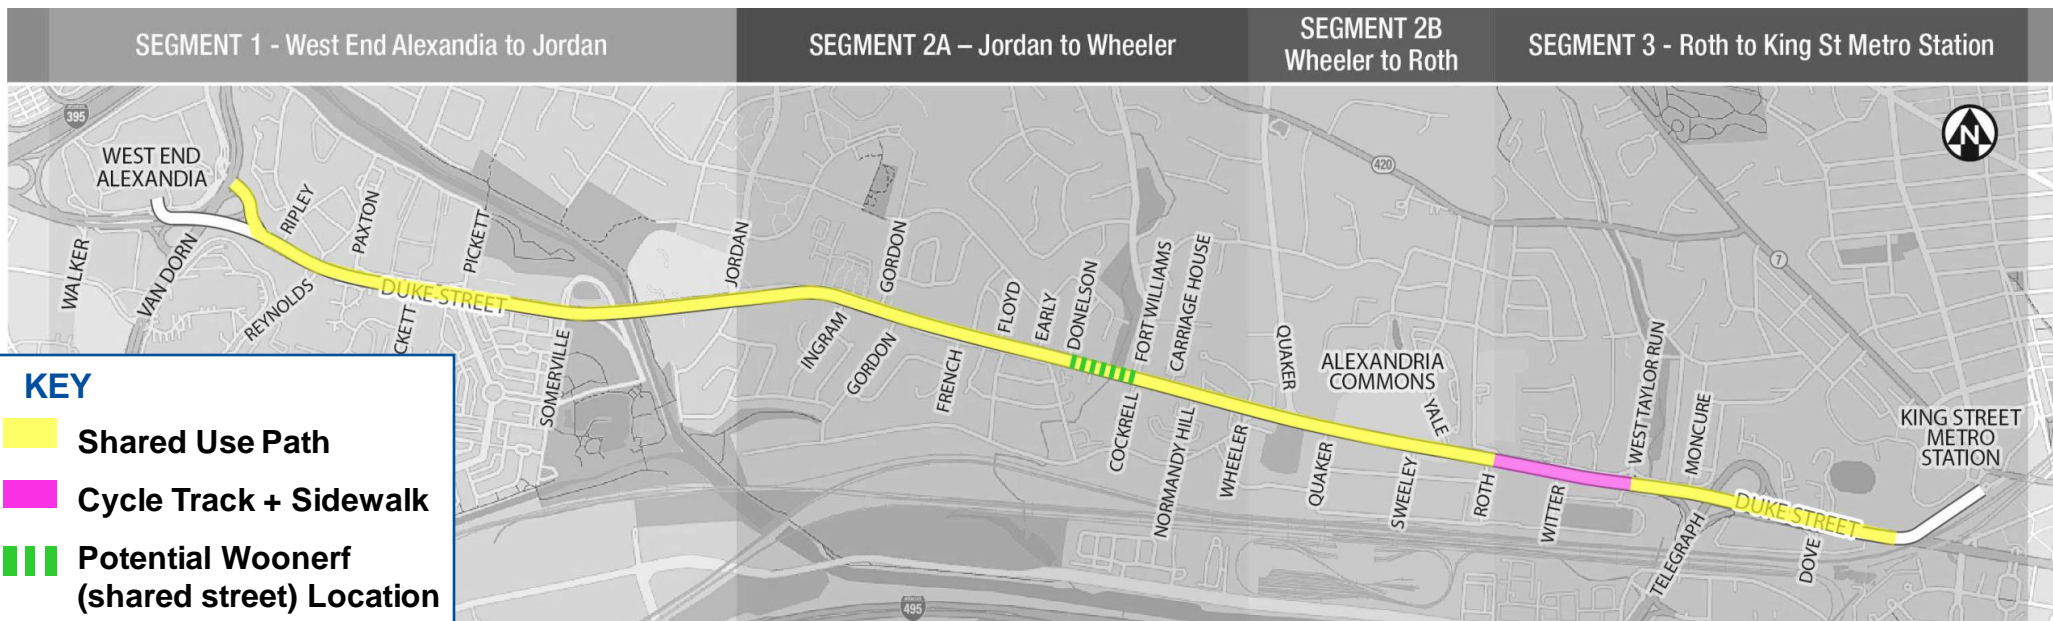 SEGMENT 1 - West End Alexandia to Jordan
SEGMENT 2A – Jordan to Wheeler
SEGMENT 2B
Wheeler to Roth
SEGMENT 3 - Roth to King St Metro Station
395
WEST END
ALEXANDIA
WALKER
VAN DORN
RIPLEY
REYNOLDS
PAXTON
PICKETT
CKETT
DUKE STREET
SOMERVILLE
JORDAN
INGRAM
GORDON
GORDON
FRENCH
FLOYD
EARLY
DONELSON
FORT WILLIAMS
CARRIAGE HOUSE
COCKRELL
NORMANDY HILL
WHEELER
QUAKER
QUAKER
ALEXANDRIA
COMMONS
YALE
SWEELEY
ROTH
WITTER
WEST TAYLOR RUN
MONCURE
TELEGRAPH
DUKE STREET
DOVE
KING STREET
METRO
STATION
420
7
495
N
KEY
Shared Use Path
Cycle Track + Sidewalk
Potential Woonerf
(shared street) Location